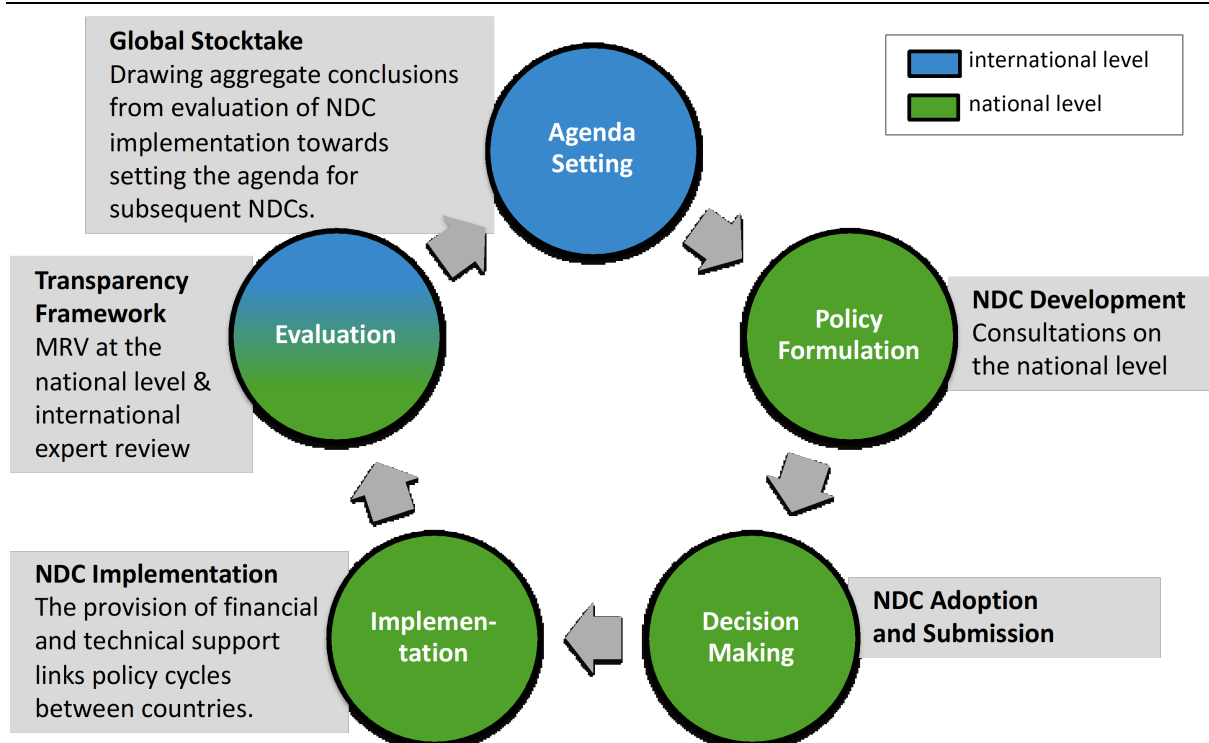 Global Stocktake
Drawing aggregate conclusions
from evaluation of NDC
implementation towards
setting the agenda for
subsequent NDCs.
Agenda
Setting
international level
national level
Transparency
Framework
MRV at the
national level &
international
expert review
Evaluation
Policy
Formulation
NDC Development
Consultations on
the national level
NDC Implementation
The provision of financial
and technical support
links policy cycles
between countries.
Implemen-
tation
Decision
Making
NDC Adoption
and Submission